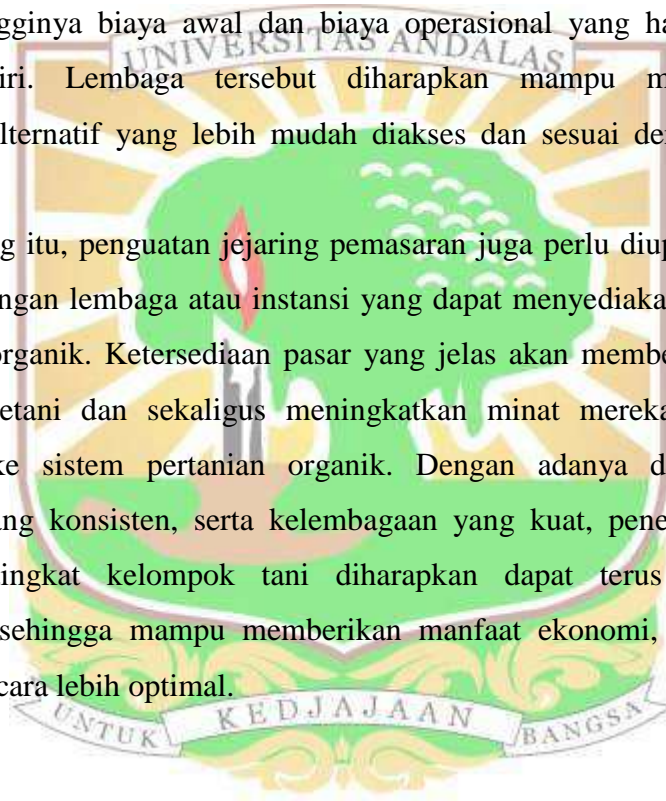 ngginya biaya awal dan biaya operasional yang ha
UNIVERSITAS ANDALAS
iri. Lembaga tersebut diharapkan mampu m
lternatif yang lebih mudah diakses dan sesuai de
g itu, penguatan jejaring pemasaran juga perlu diup
ngan lembaga atau instansi yang dapat menyediaka
organik. Ketersediaan pasar yang jelas akan membe
etani dan sekaligus meningkatkan minat mereka
ke sistem pertanian organik. Dengan adanya d
ang konsisten, serta kelembagaan yang kuat, pene
tingkat kelompok tani diharapkan dapat terus
sehingga mampu memberikan manfaat ekonomi,
cara lebih optimal.
UNTUK KEDJAJAAN BANGSA